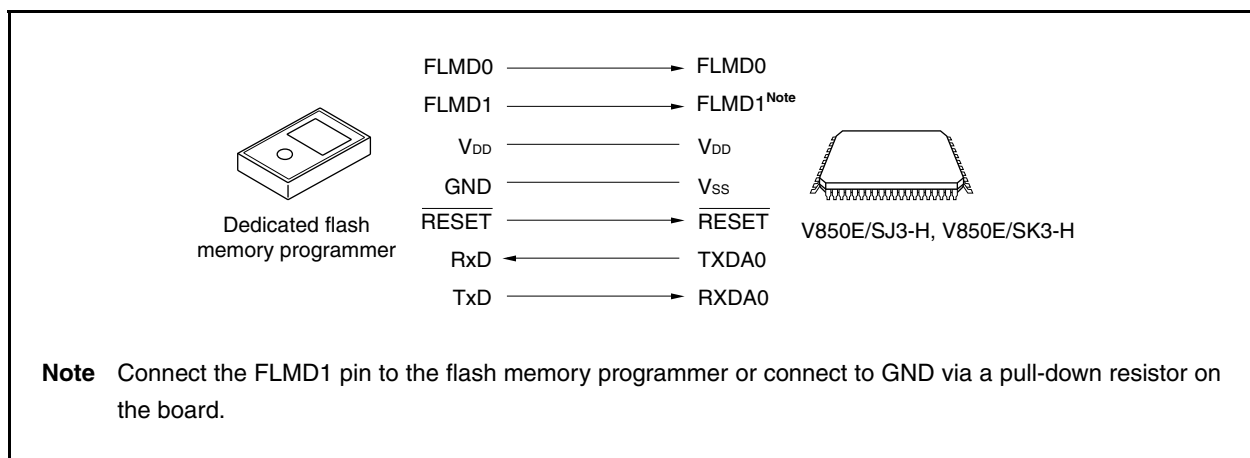 FLMD0 FLMD0
FLMD1 FLMD1Note
VDD VDD
GND VSS
RESET RESET
RxD TXDA0
TxD RXDA0
Dedicated flash
memory programmer
V850E/SJ3-H, V850E/SK3-H
Note Connect the FLMD1 pin to the flash memory programmer or connect to GND via a pull-down resistor on
the board.